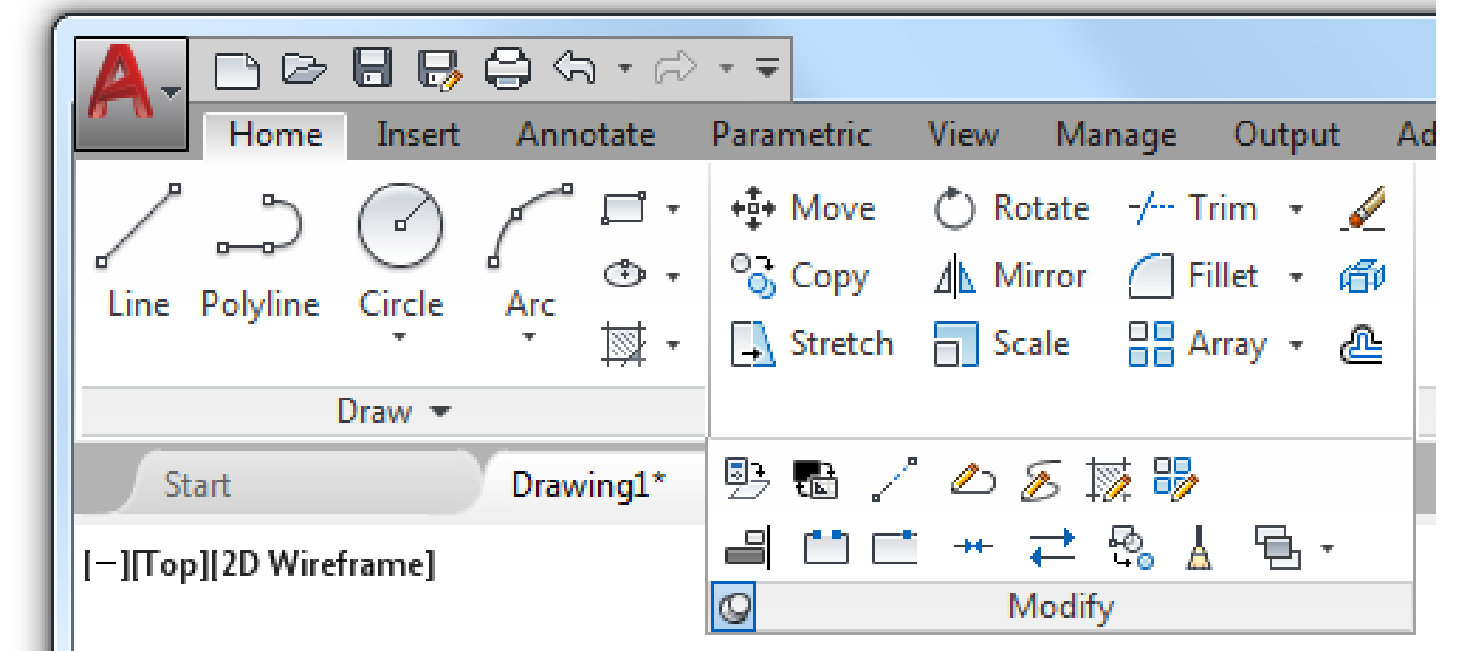 Home Insert Annotate Parametric View Manage Output Ad
Line Polyline Circle Arc
Move Rotate Trim
Copy Mirror Fillet
Stretch Scale Array
Draw
Start Drawing1*
[−][Top][2D Wireframe]
Modify